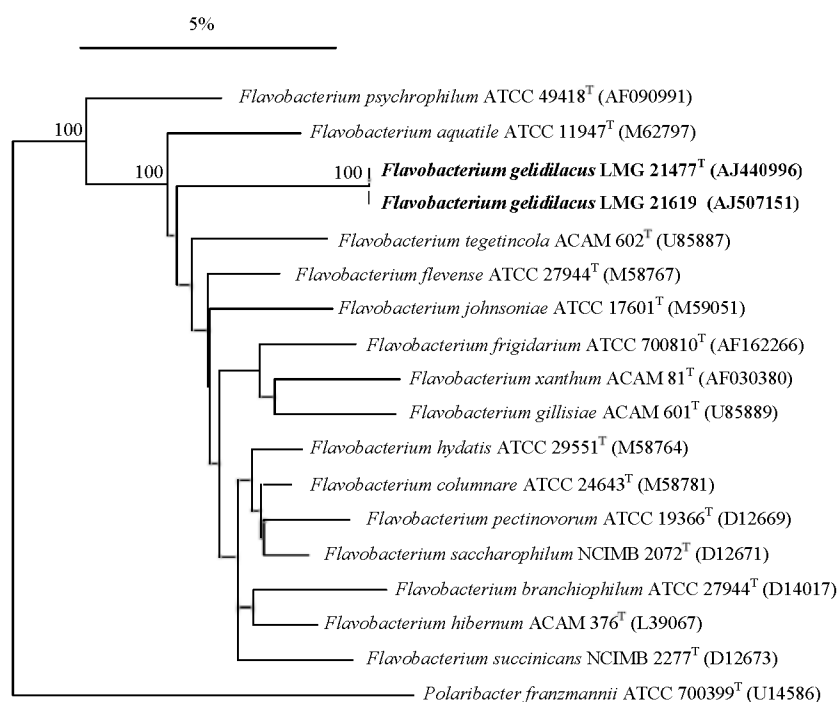 5%
Flavobacterium psychrophilum ATCC 49418ᵀ (AF090991)
100
Flavobacterium aquatile ATCC 11947ᵀ (M62797)
100
100
Flavobacterium gelidilacus LMG 21477ᵀ (AJ440996)
Flavobacterium gelidilacus LMG 21619 (AJ507151)
Flavobacterium tegetincola ACAM 602ᵀ (U85887)
Flavobacterium flevense ATCC 27944ᵀ (M58767)
Flavobacterium johnsoniae ATCC 17601ᵀ (M59051)
Flavobacterium frigidarium ATCC 700810ᵀ (AF162266)
Flavobacterium xanthum ACAM 81ᵀ (AF030380)
Flavobacterium gillisiae ACAM 601ᵀ (U85889)
Flavobacterium hydatis ATCC 29551ᵀ (M58764)
Flavobacterium columnare ATCC 24643ᵀ (M58781)
Flavobacterium pectinovorum ATCC 19366ᵀ (D12669)
Flavobacterium saccharophilum NCIMB 2072ᵀ (D12671)
Flavobacterium branchiophilum ATCC 27944ᵀ (D14017)
Flavobacterium hibernum ACAM 376ᵀ (L39067)
Flavobacterium succinicans NCIMB 2277ᵀ (D12673)
Polaribacter franzmannii ATCC 700399ᵀ (U14586)